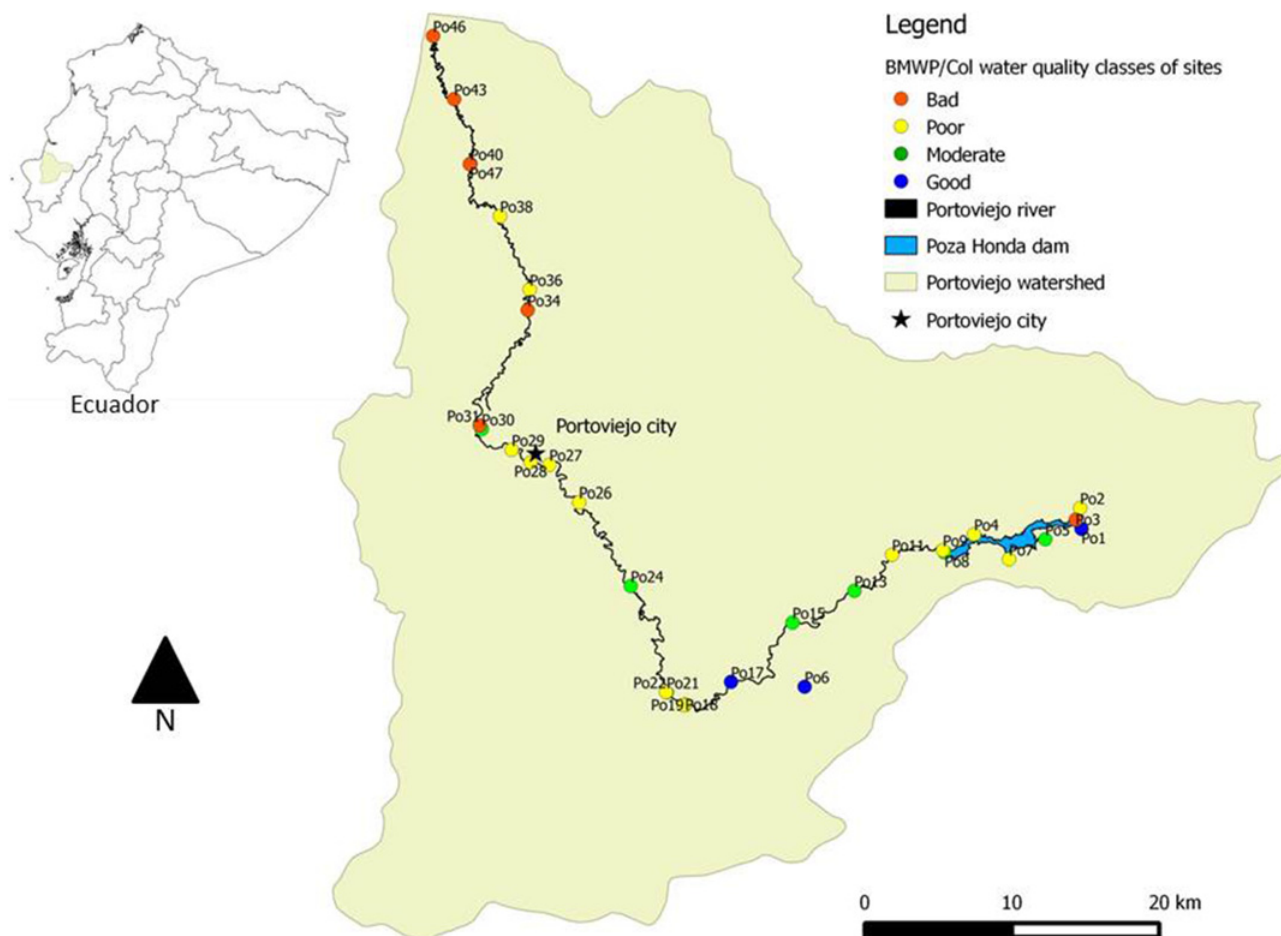 Legend
BMWP/Col water quality classes of sites
Bad
Poor
Moderate
Good
Portoviejo river
Poza Honda dam
Portoviejo watershed
Portoviejo city
Po46
Po43
Po40
Po47
Po38
Po36
Po34
Ecuador
Po31 Po30
Portoviejo city
Po29
Po27
Po28
Po26
Po2
Po3
Po1
Po4
Po5
Po9
Po7
Po8
Po11
Po24
Po13
Po15
Po17
Po6
Po22 Po21
Po19 Po18
N
0 10 20 km